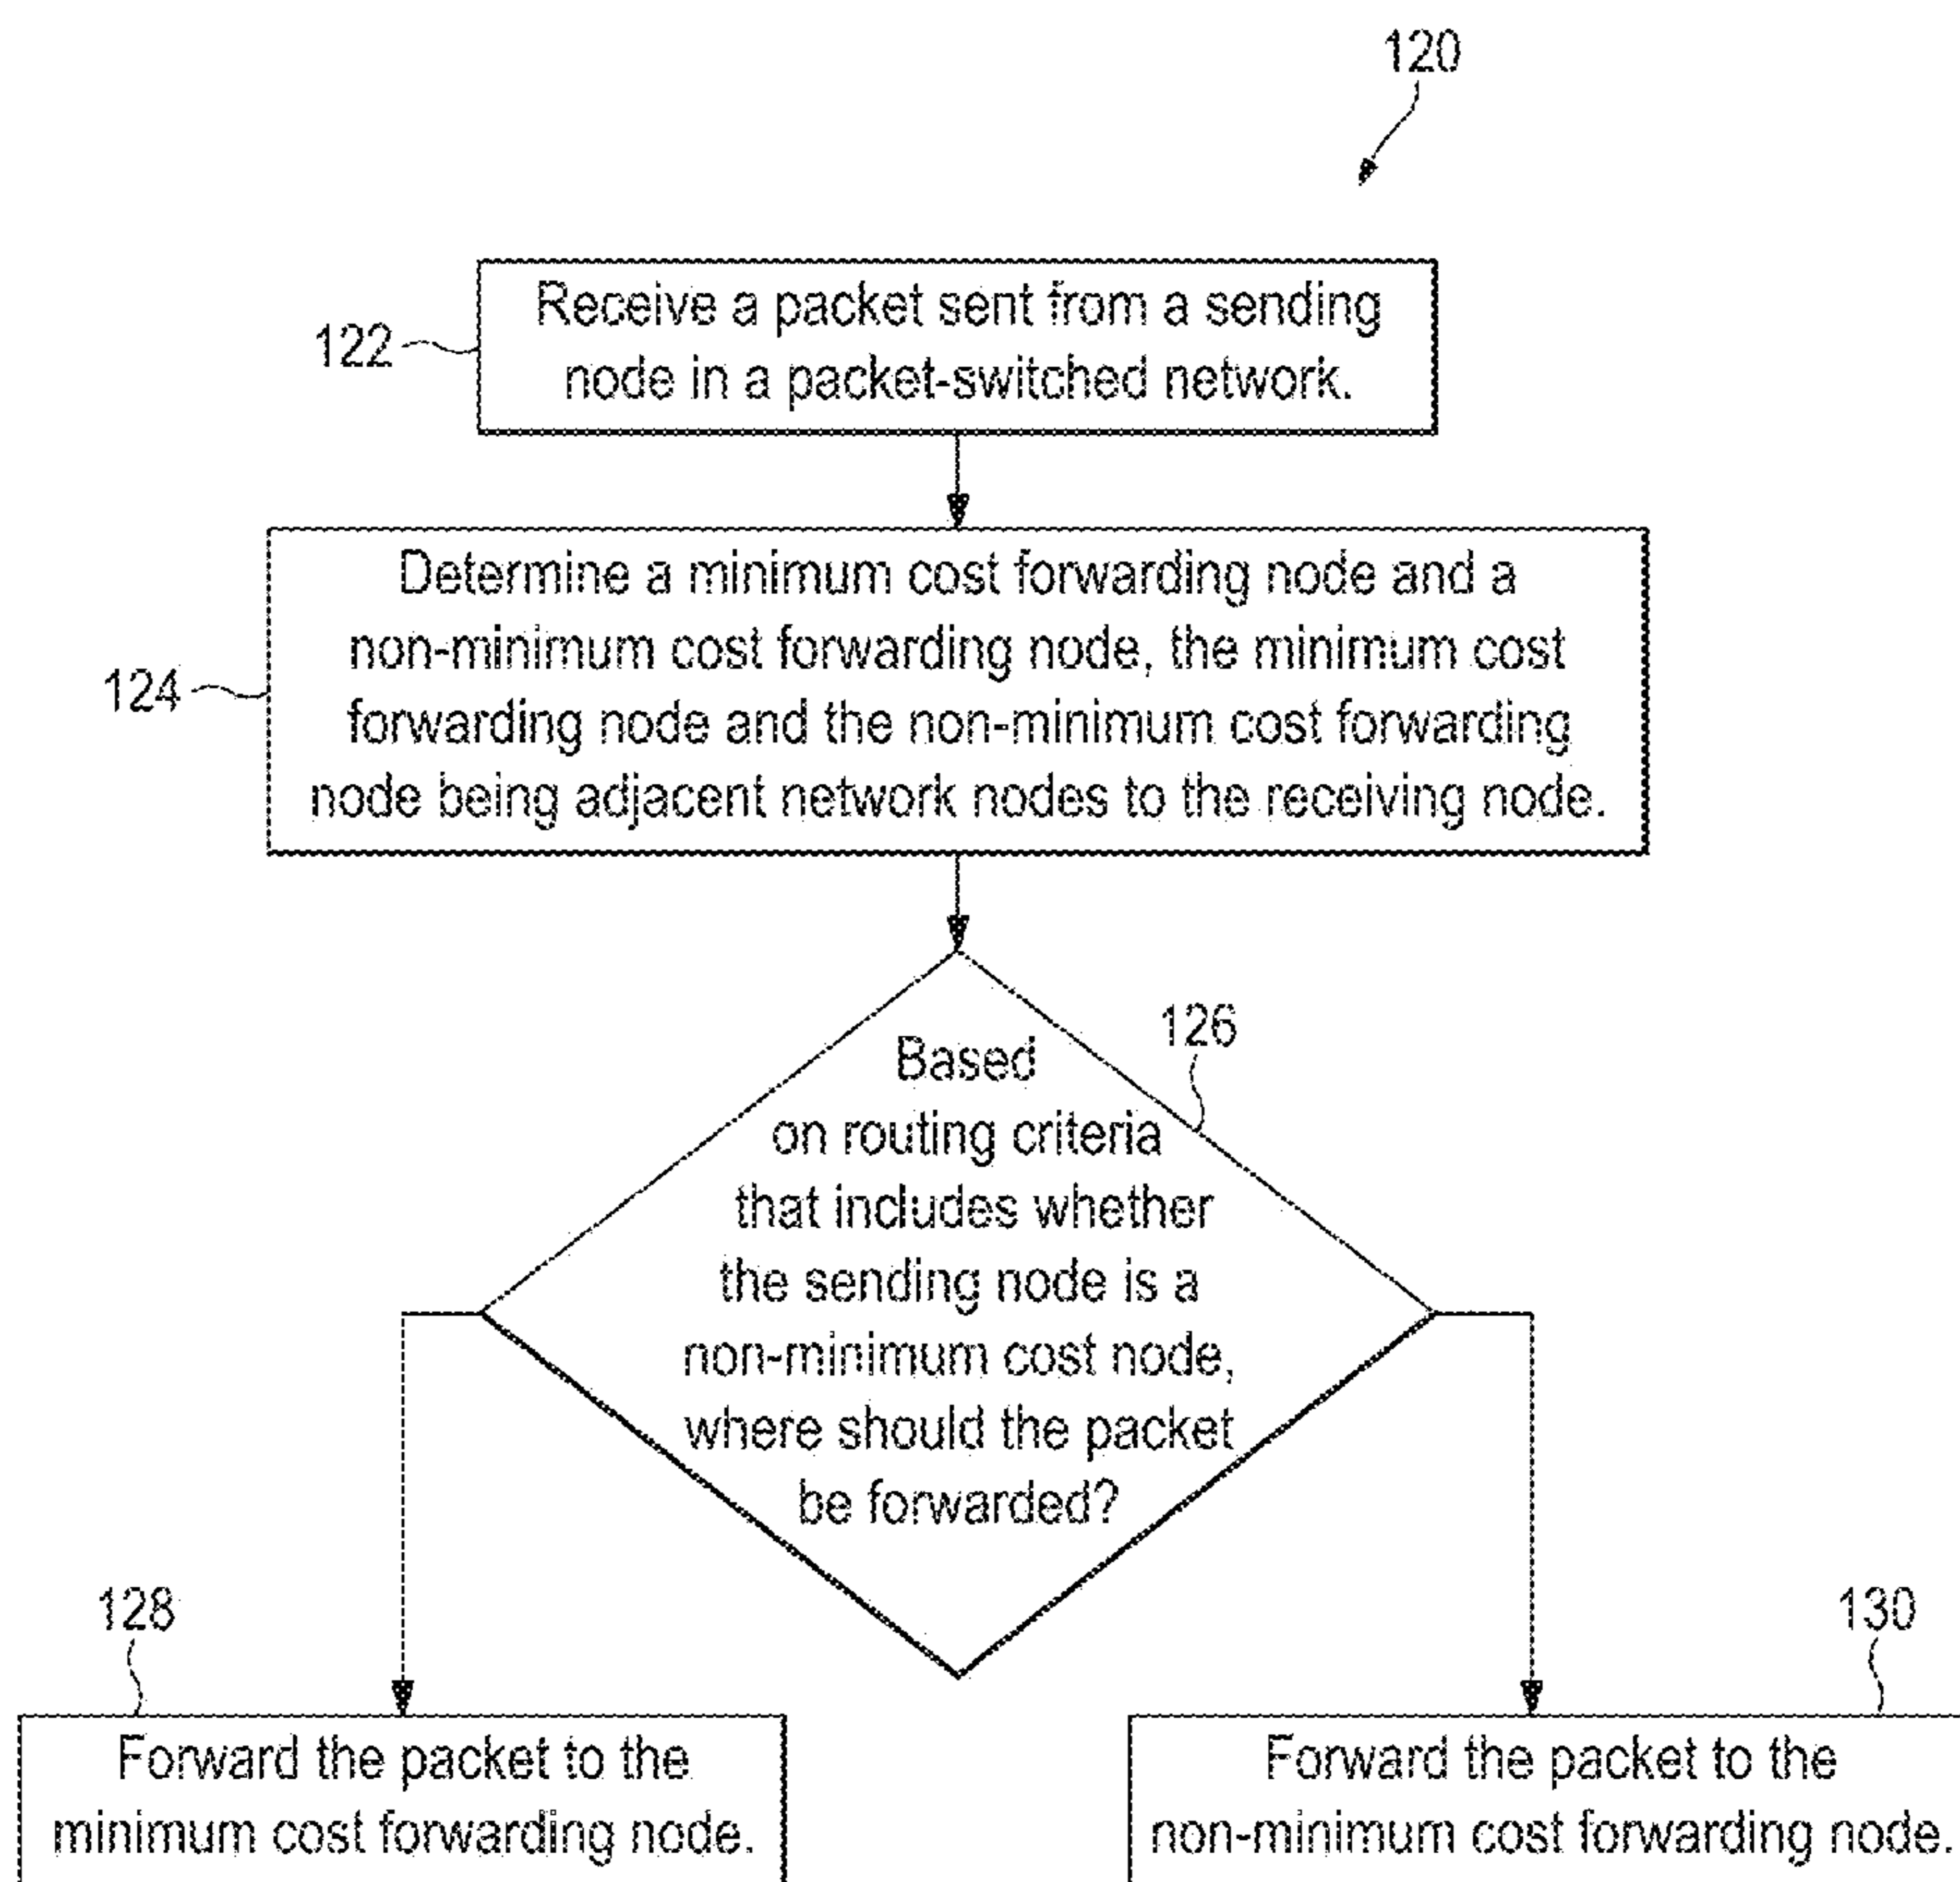 120
122
Receive a packet sent from a sending
node in a packet-switched network.
124
Determine a minimum cost forwarding node and a
non-minimum cost forwarding node, the minimum cost
forwarding node and the non-minimum cost forwarding
node being adjacent network nodes to the receiving node.
126
Based
on routing criteria
that includes whether
the sending node is a
non-minimum cost node,
where should the packet
be forwarded?
128
Forward the packet to the
minimum cost forwarding node.
130
Forward the packet to the
non-minimum cost forwarding node.